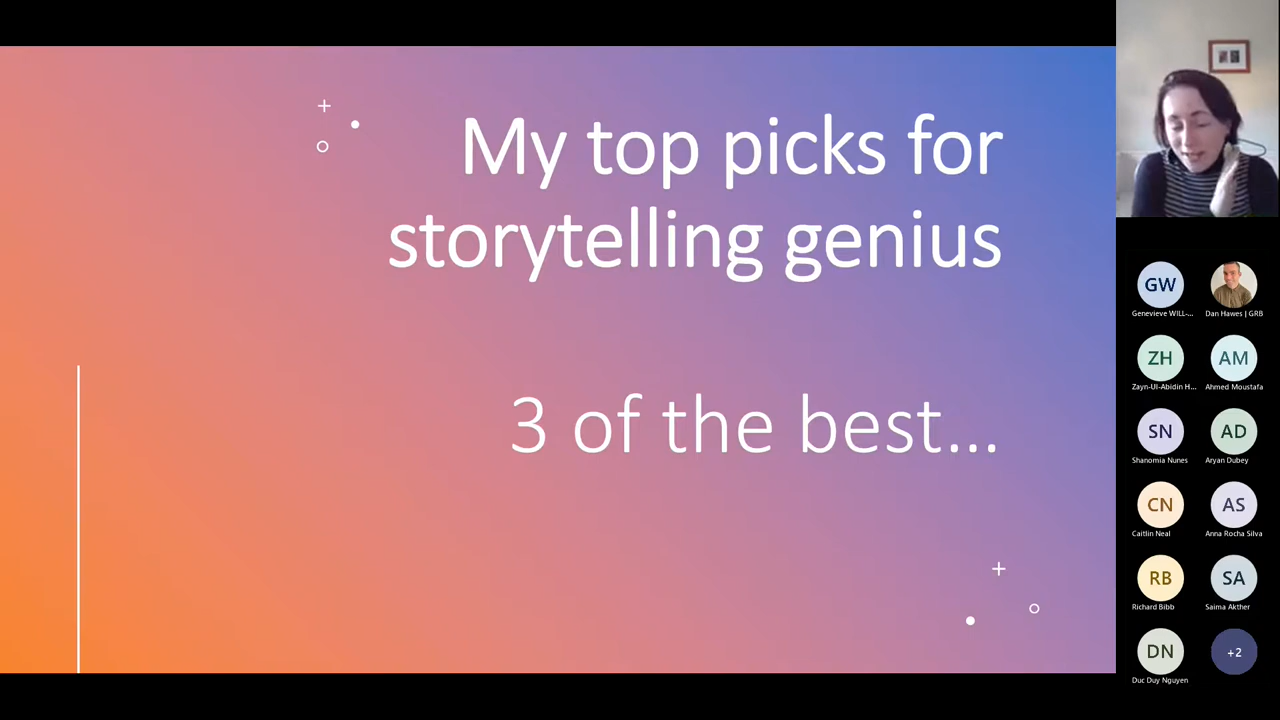 My top picks for
storytelling genius
3 of the best...
GW
Genevieve WILL-...
Dan Hawes | GRB
ZH
Zayn-Ul-Abidin H...
AM
Ahmed Moustafa
SN
Shanomia Nunes
AD
Aryan Dubey
CN
Caitlin Neal
AS
Anna Rocha Silva
RB
Richard Bibb
SA
Saima Akther
DN
Duc Duy Nguyen
+2